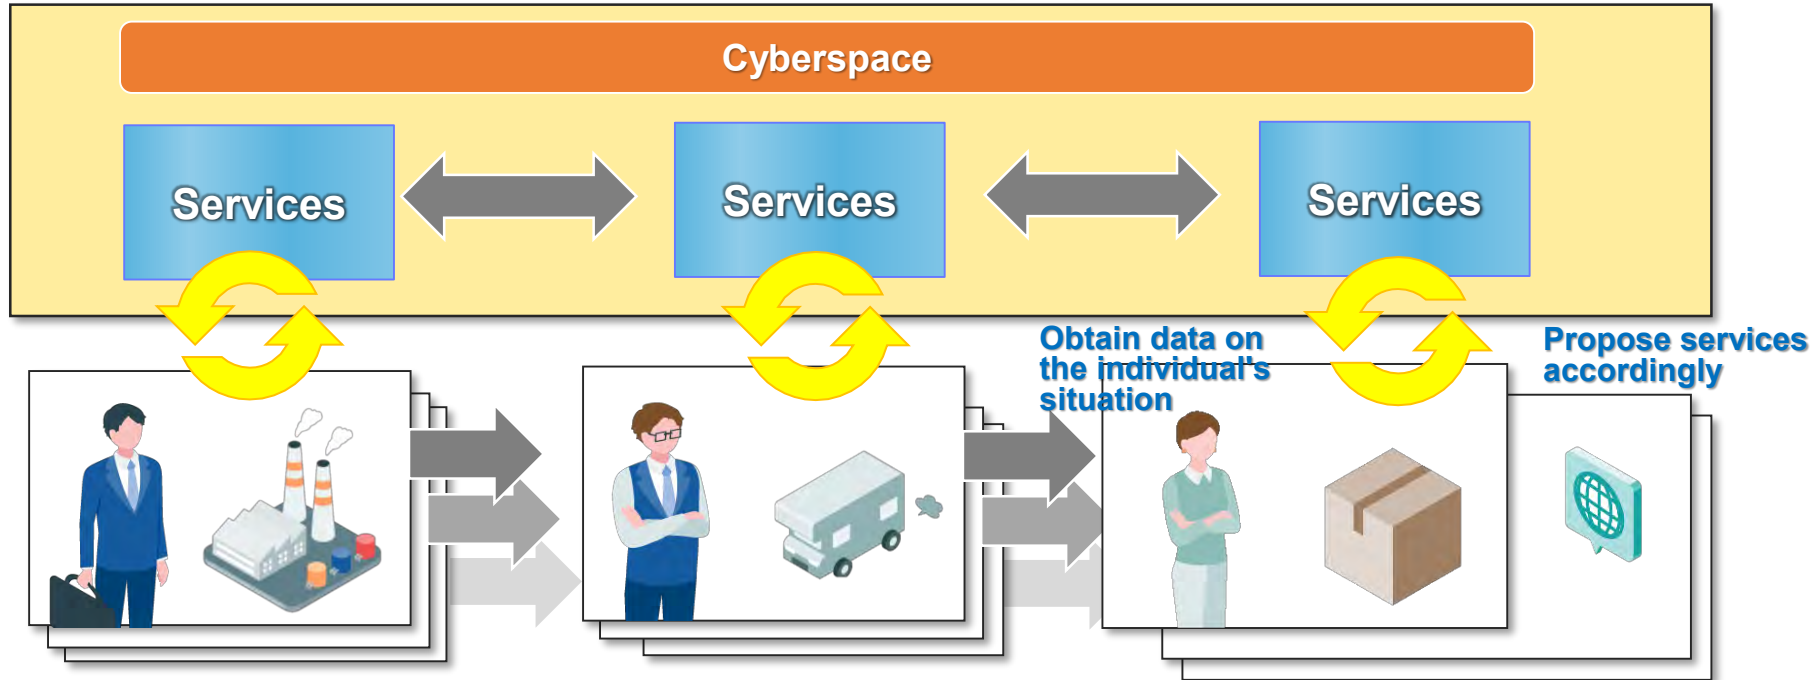 Cyberspace
Services
Services
Services
Obtain data on
the individual's
situation
Propose services
accordingly